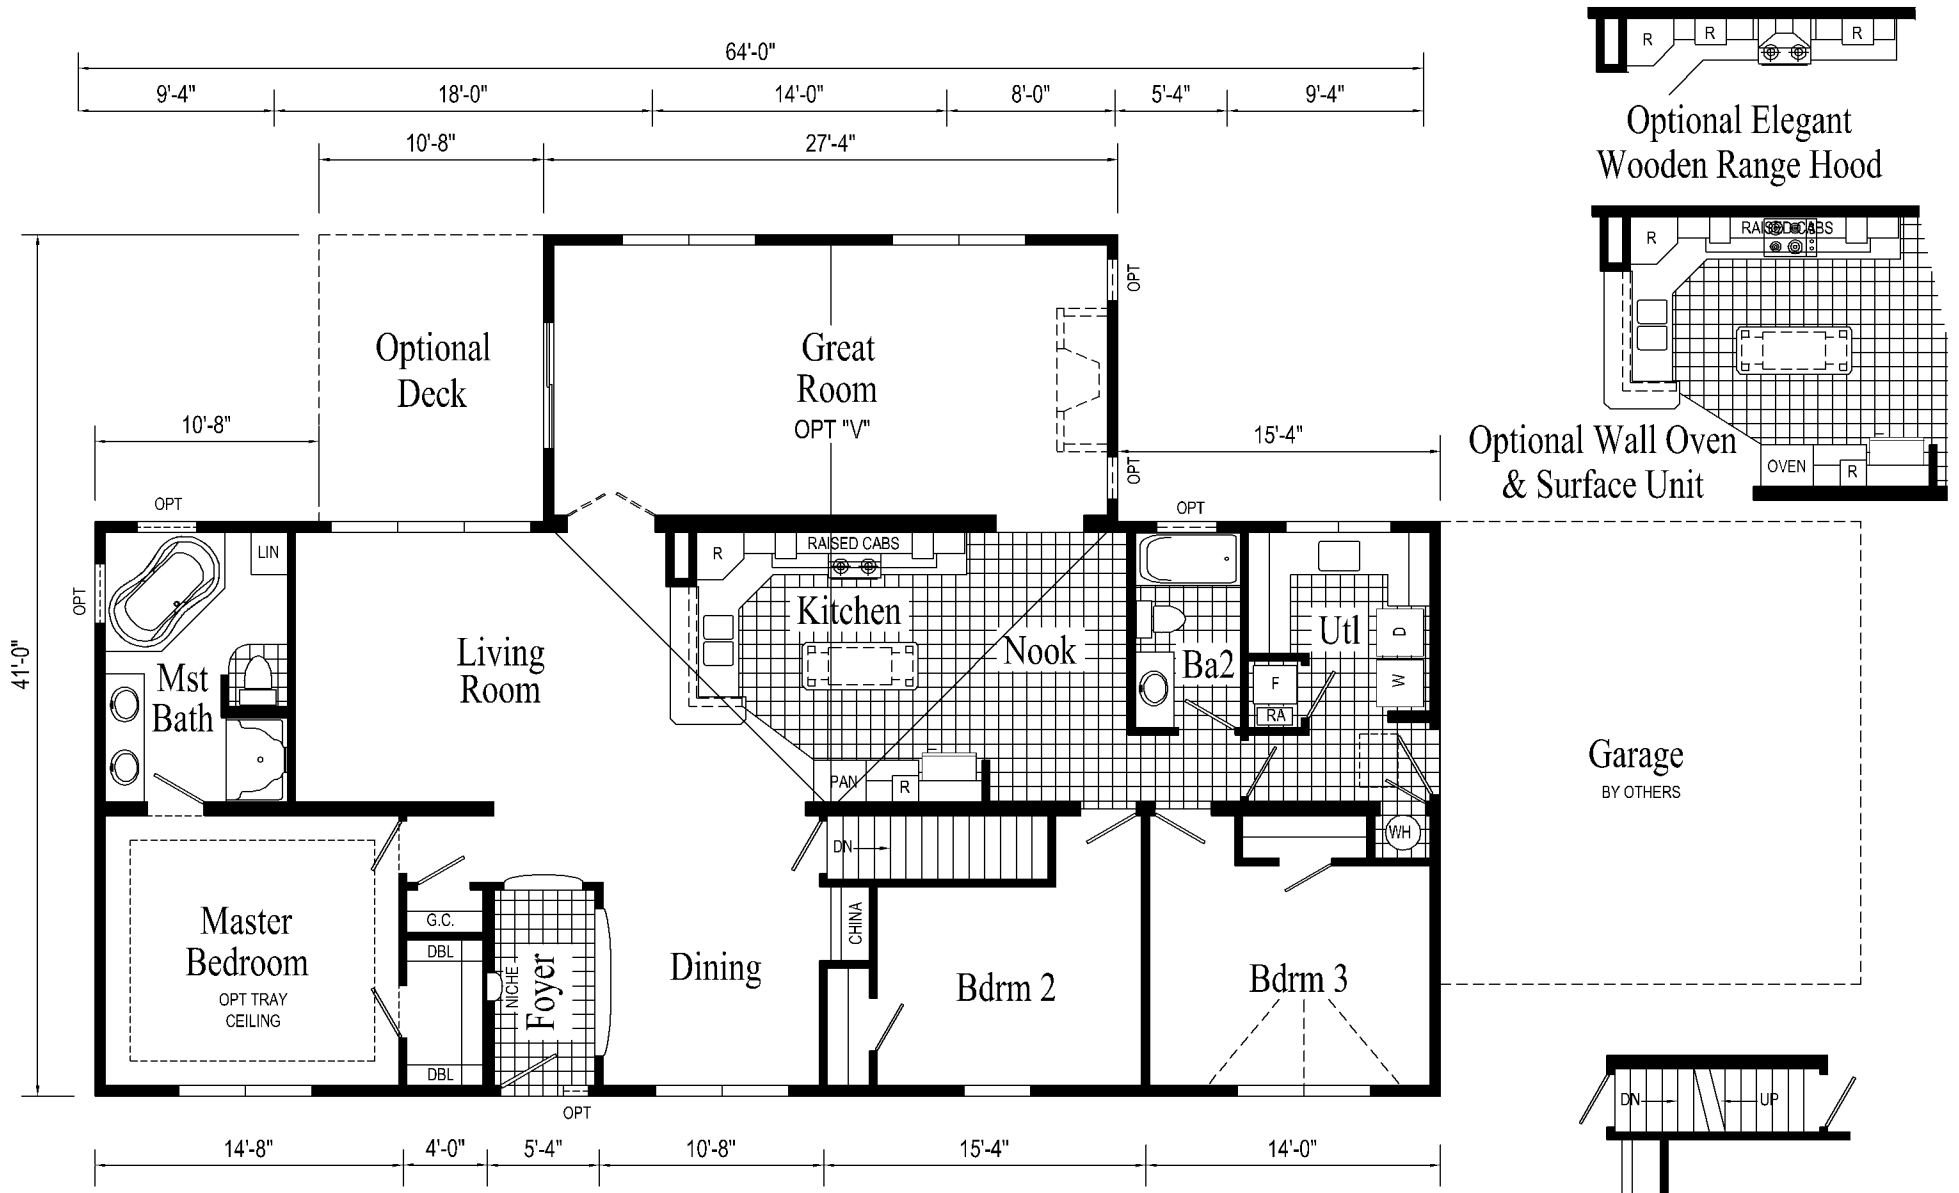 64'-0"
9'-4" 18'-0" 14'-0" 8'-0" 5'-4" 9'-4"
10'-8" 27'-4"
R R R
Optional Elegant
Wooden Range Hood
R RAISED CABS
OVEN R
Optional Wall Oven
& Surface Unit
41'-0"
10'-8"
15'-4"
Optional
Deck
Great
Room
OPT "V"
OPT
OPT
OPT
OPT
OPT
LIN
R RAISED CABS
Kitchen
Nook
Living
Room
Mst
Bath
Ba2
Utl
D
W
F
RA
PAN R
Garage
BY OTHERS
WH
DN
G.C.
DBL
DBL
Master
Bedroom
OPT TRAY
CEILING
NICHE
Foyer
OPT
Dining
CHINA
Bdrm 2
Bdrm 3
DN UP
14'-8" 4'-0" 5'-4" 10'-8" 15'-4" 14'-0"